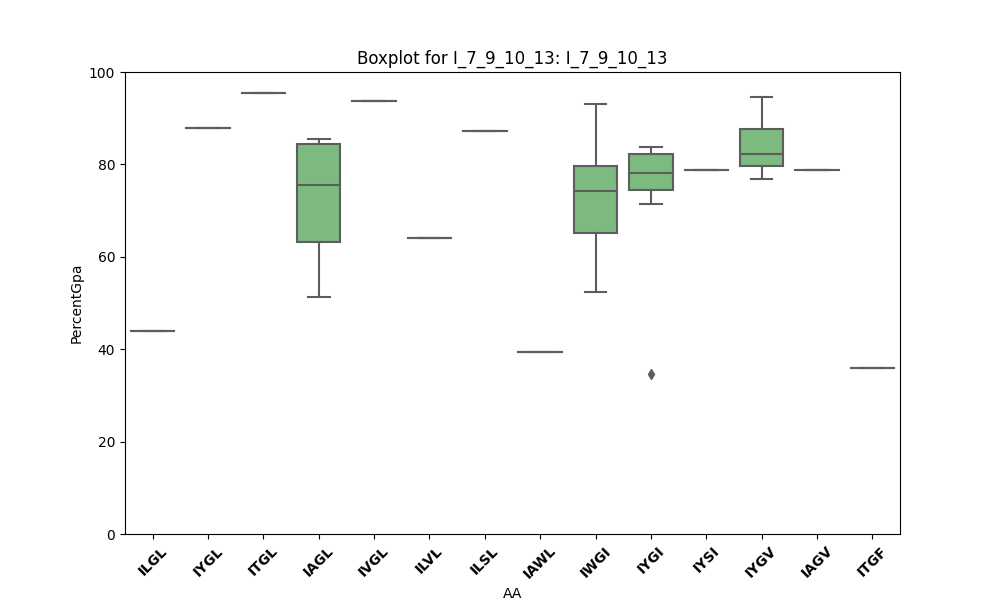 Boxplot for I_7_9_10_13: I_7_9_10_13
PercentGpa
100
80
60
40
20
0
ILGL
IYGL
ITGL
IAGL
IVGL
ILVL
ILSL
IAWL
IWGI
IYGI
IYSI
IYGV
IAGV
ITGF
AA